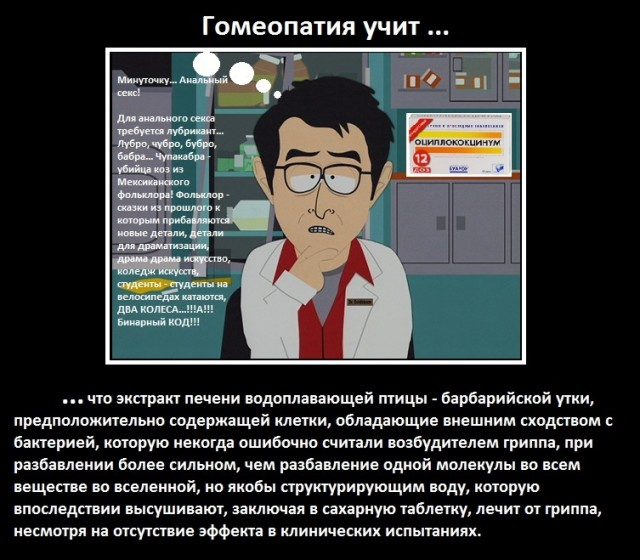 Гомеопатия учит ...
Минуточку... Анальный
секс!
Для анального секса
требуется лубрикант...
Лубро, чубро, бубро,
бабра... Чупакабра -
убийца коз из
Мексиканского
фольклора! Фольклор -
сказки из прошлого к
которым прибавляются
новые детали, детали
для драматизации,
драма драма искусство,
коледж искусств,
студенты - студенты на
велосипедах катаются,
ДВА КОЛЕСА...!!!А!!!
Бинарный КОД!!!
ОЦИЛЛОКОКЦИНУМ
12
ДОЗ
... что экстракт печени водоплавающей птицы - барбарийской утки,
предположительно содержащей клетки, обладающие внешним сходством с
бактерией, которую некогда ошибочно считали возбудителем гриппа, при
разбавлении более сильном, чем разбавление одной молекулы во всем
веществе во вселенной, но якобы структурирующим воду, которую
впоследствии высушивают, заключая в сахарную таблетку, лечит от гриппа,
несмотря на отсутствие эффекта в клинических испытаниях.